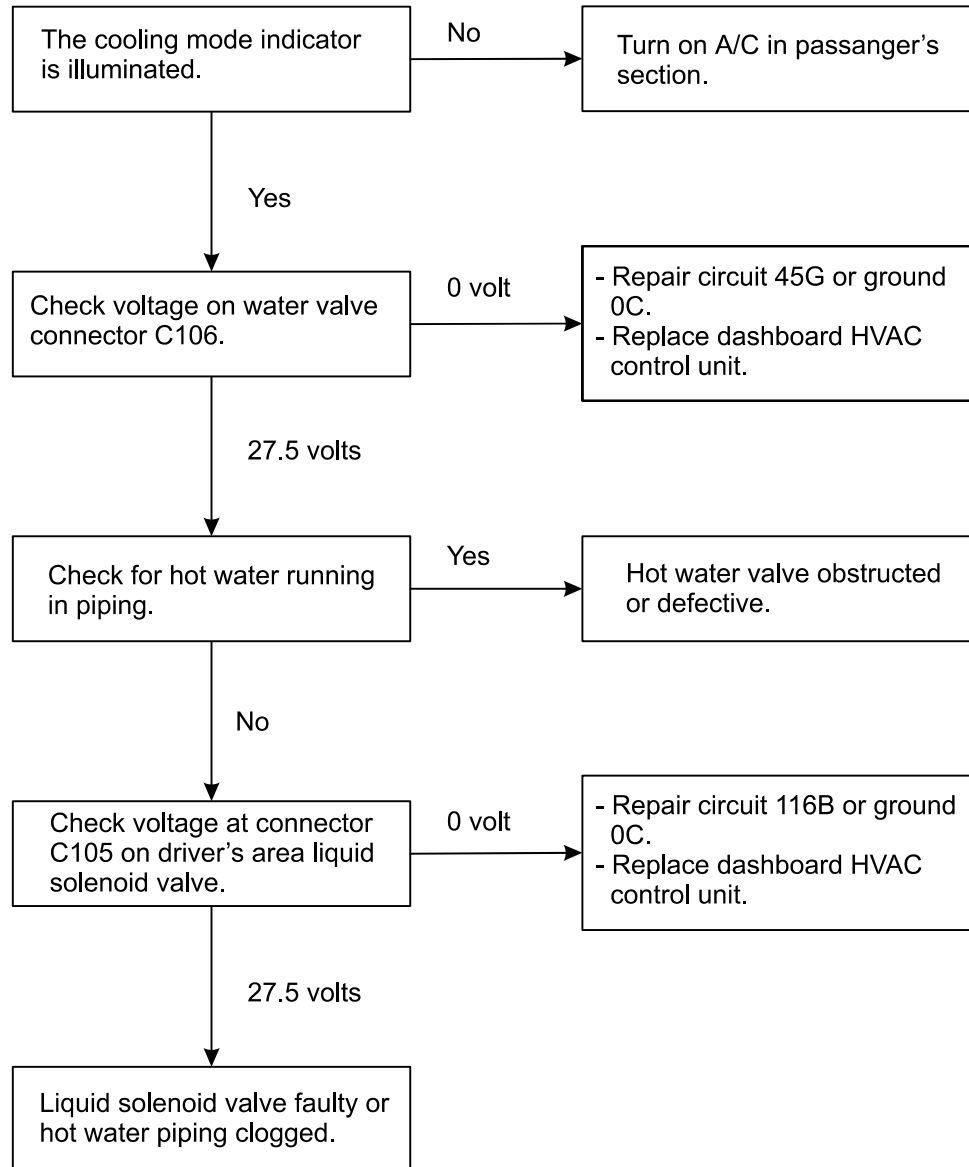 The cooling mode indicator
is illuminated.
No
Turn on A/C in passanger’s
section.
Yes
Check voltage on water valve
connector C106.
0 volt
- Repair circuit 45G or ground
0C.
- Replace dashboard HVAC
control unit.
27.5 volts
Check for hot water running
in piping.
Yes
Hot water valve obstructed
or defective.
No
Check voltage at connector
C105 on driver’s area liquid
solenoid valve.
0 volt
- Repair circuit 116B or ground
0C.
- Replace dashboard HVAC
control unit.
27.5 volts
Liquid solenoid valve faulty or
hot water piping clogged.